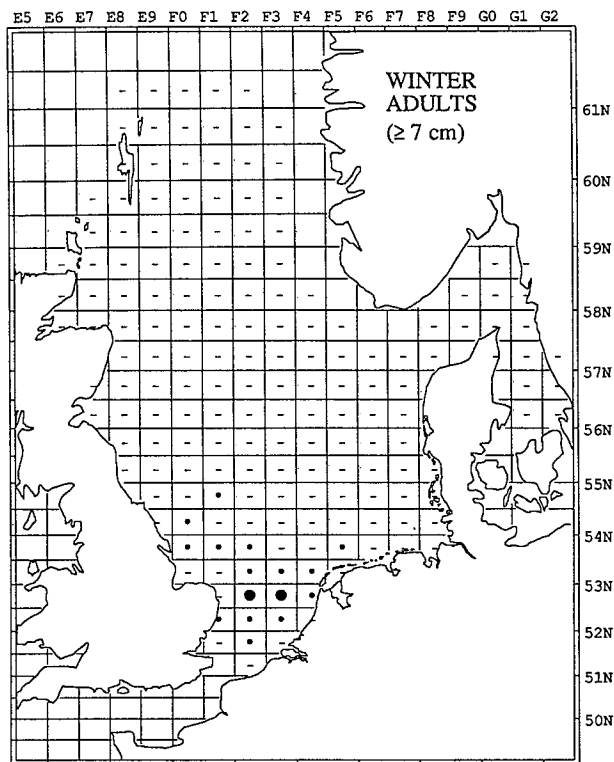 E5 E6 E7 E8 E9 F0 F1 F2 F3 F4 F5 F6 F7 F8 F9 G0 G1 G2
WINTER
ADULTS
(≥ 7 cm)
61N
60N
59N
58N
57N
56N
55N
54N
53N
52N
51N
50N